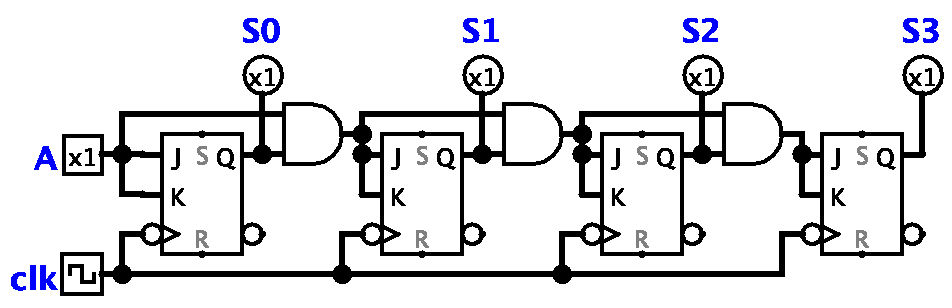 S0 S1 S2 S3
x1 x1 x1 x1
A x1 J S Q J S Q J S Q J S Q
K K K K
R R R R
clk